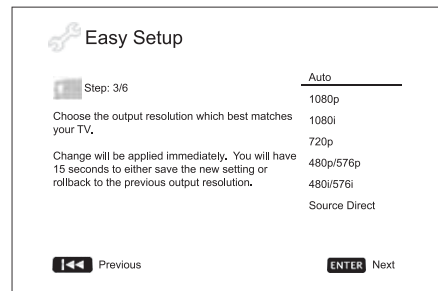 Easy Setup
Step: 3/6
Choose the output resolution which best matches
your TV.
Change will be applied immediately. You will have
15 seconds to either save the new setting or
rollback to the previous output resolution.
Auto
1080p
1080i
720p
480p/576p
480i/576i
Source Direct
Previous
ENTER Next